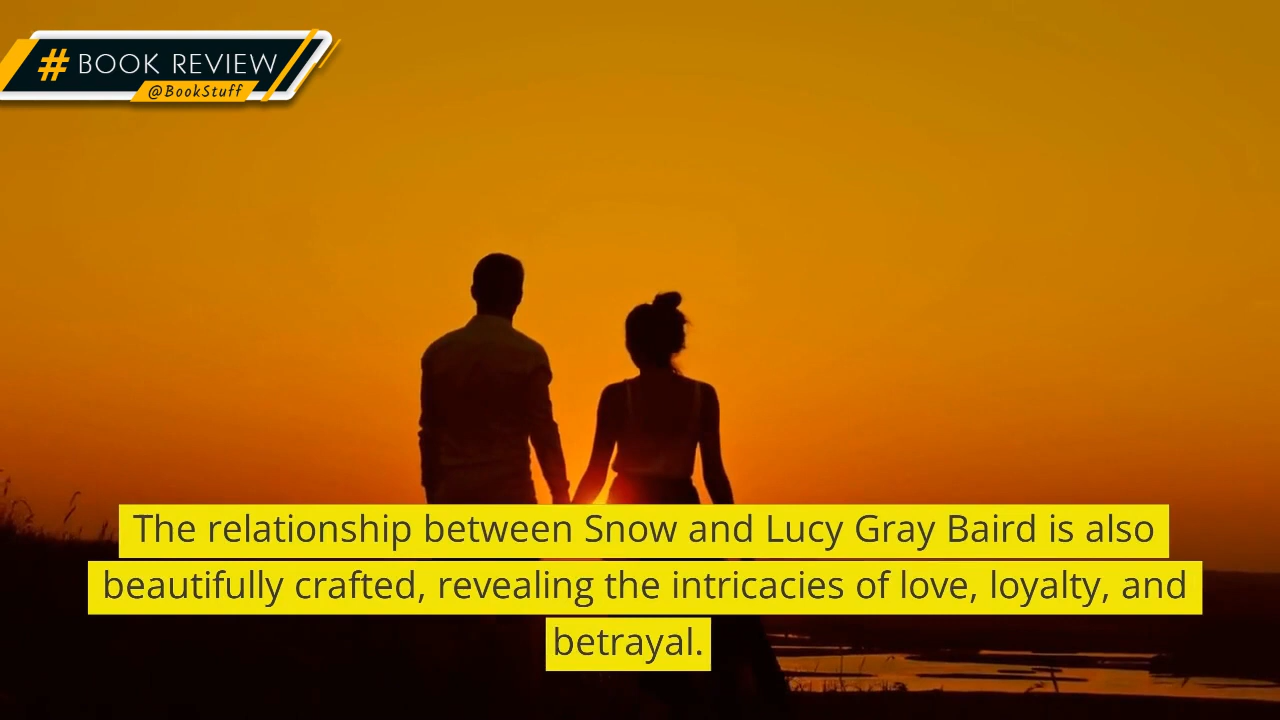 # BOOK REVIEW
@BookStuff
The relationship between Snow and Lucy Gray Baird is also
beautifully crafted, revealing the intricacies of love, loyalty, and
betrayal.